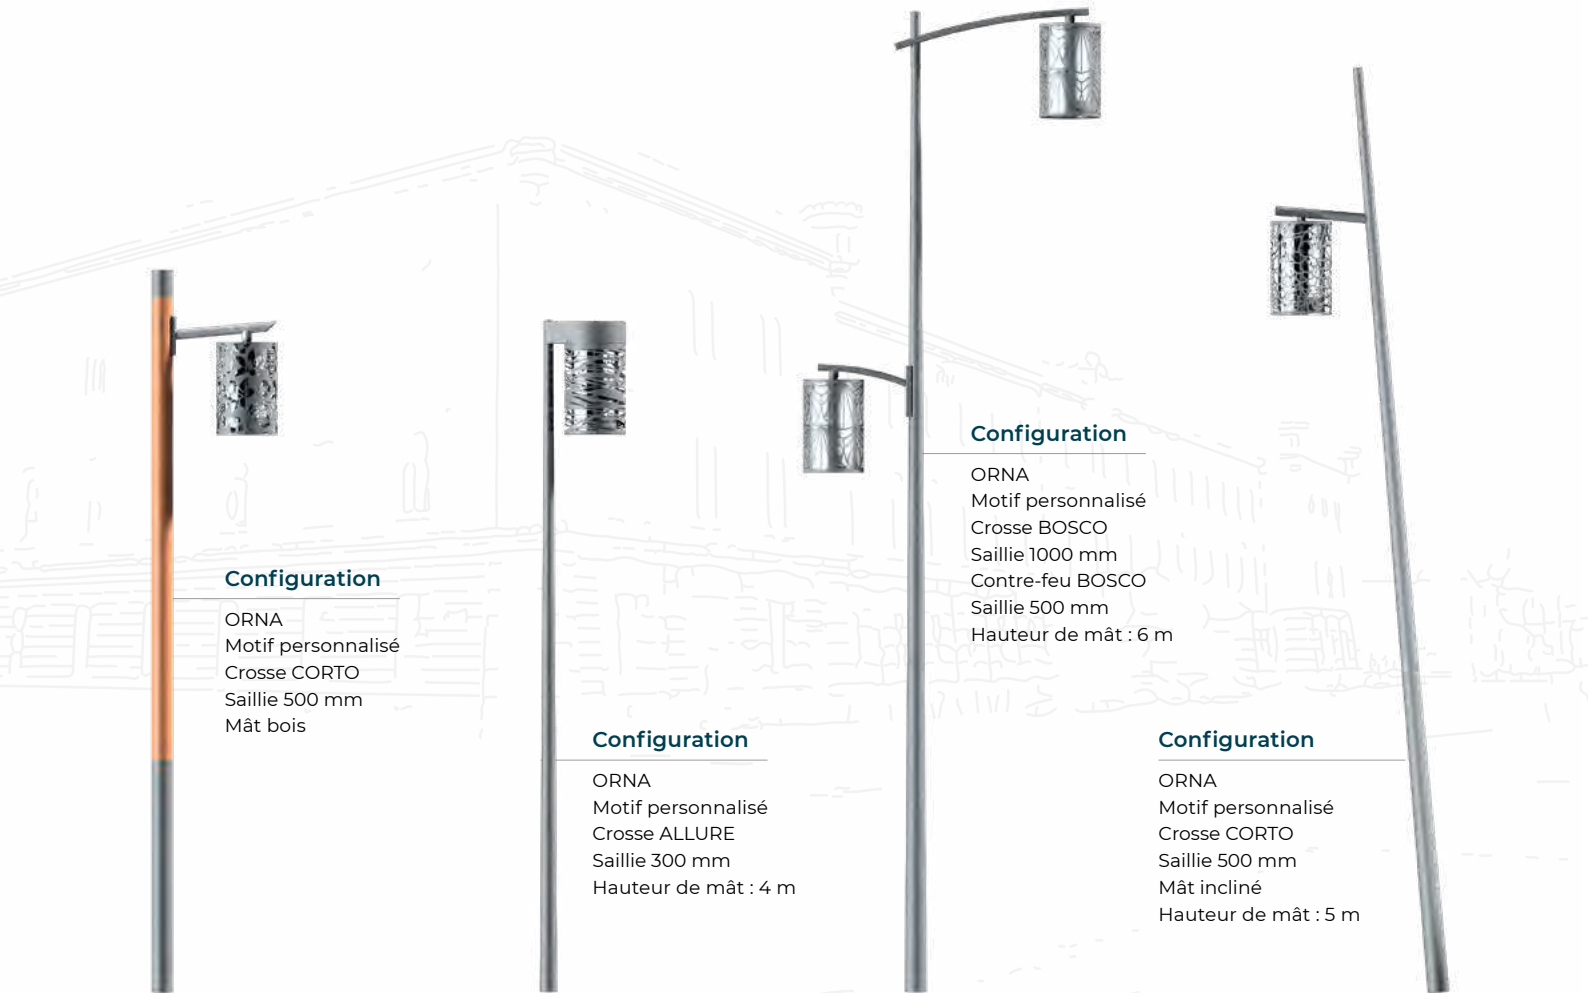 Configuration
ORNA
Motif personnalisé
Crosse CORTO
Saillie 500 mm
Mât bois
Configuration
ORNA
Motif personnalisé
Crosse ALLURE
Saillie 300 mm
Hauteur de mât : 4 m
Configuration
ORNA
Motif personnalisé
Crosse BOSCO
Saillie 1000 mm
Contre-feu BOSCO
Saillie 500 mm
Hauteur de mât : 6 m
Configuration
ORNA
Motif personnalisé
Crosse CORTO
Saillie 500 mm
Mât incliné
Hauteur de mât : 5 m